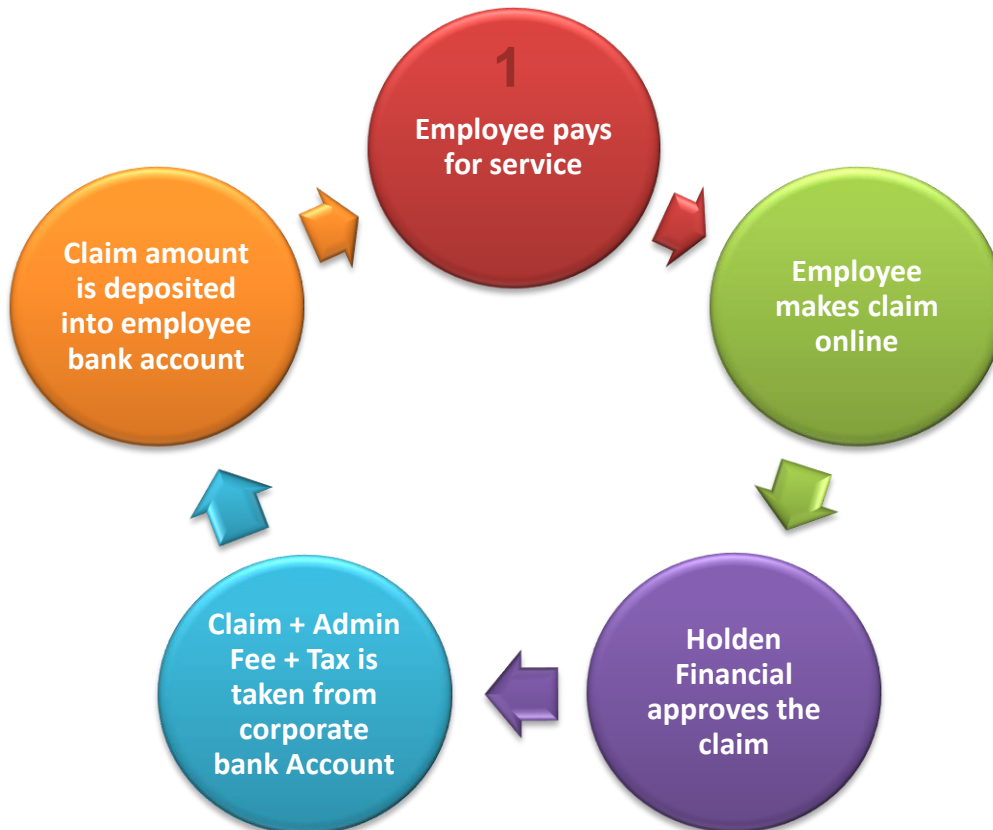 1
Employee pays
for service
Employee
makes claim
online
Holden
Financial
approves the
claim
Claim + Admin
Fee + Tax is
taken from
corporate
bank Account
Claim amount
is deposited
into employee
bank account